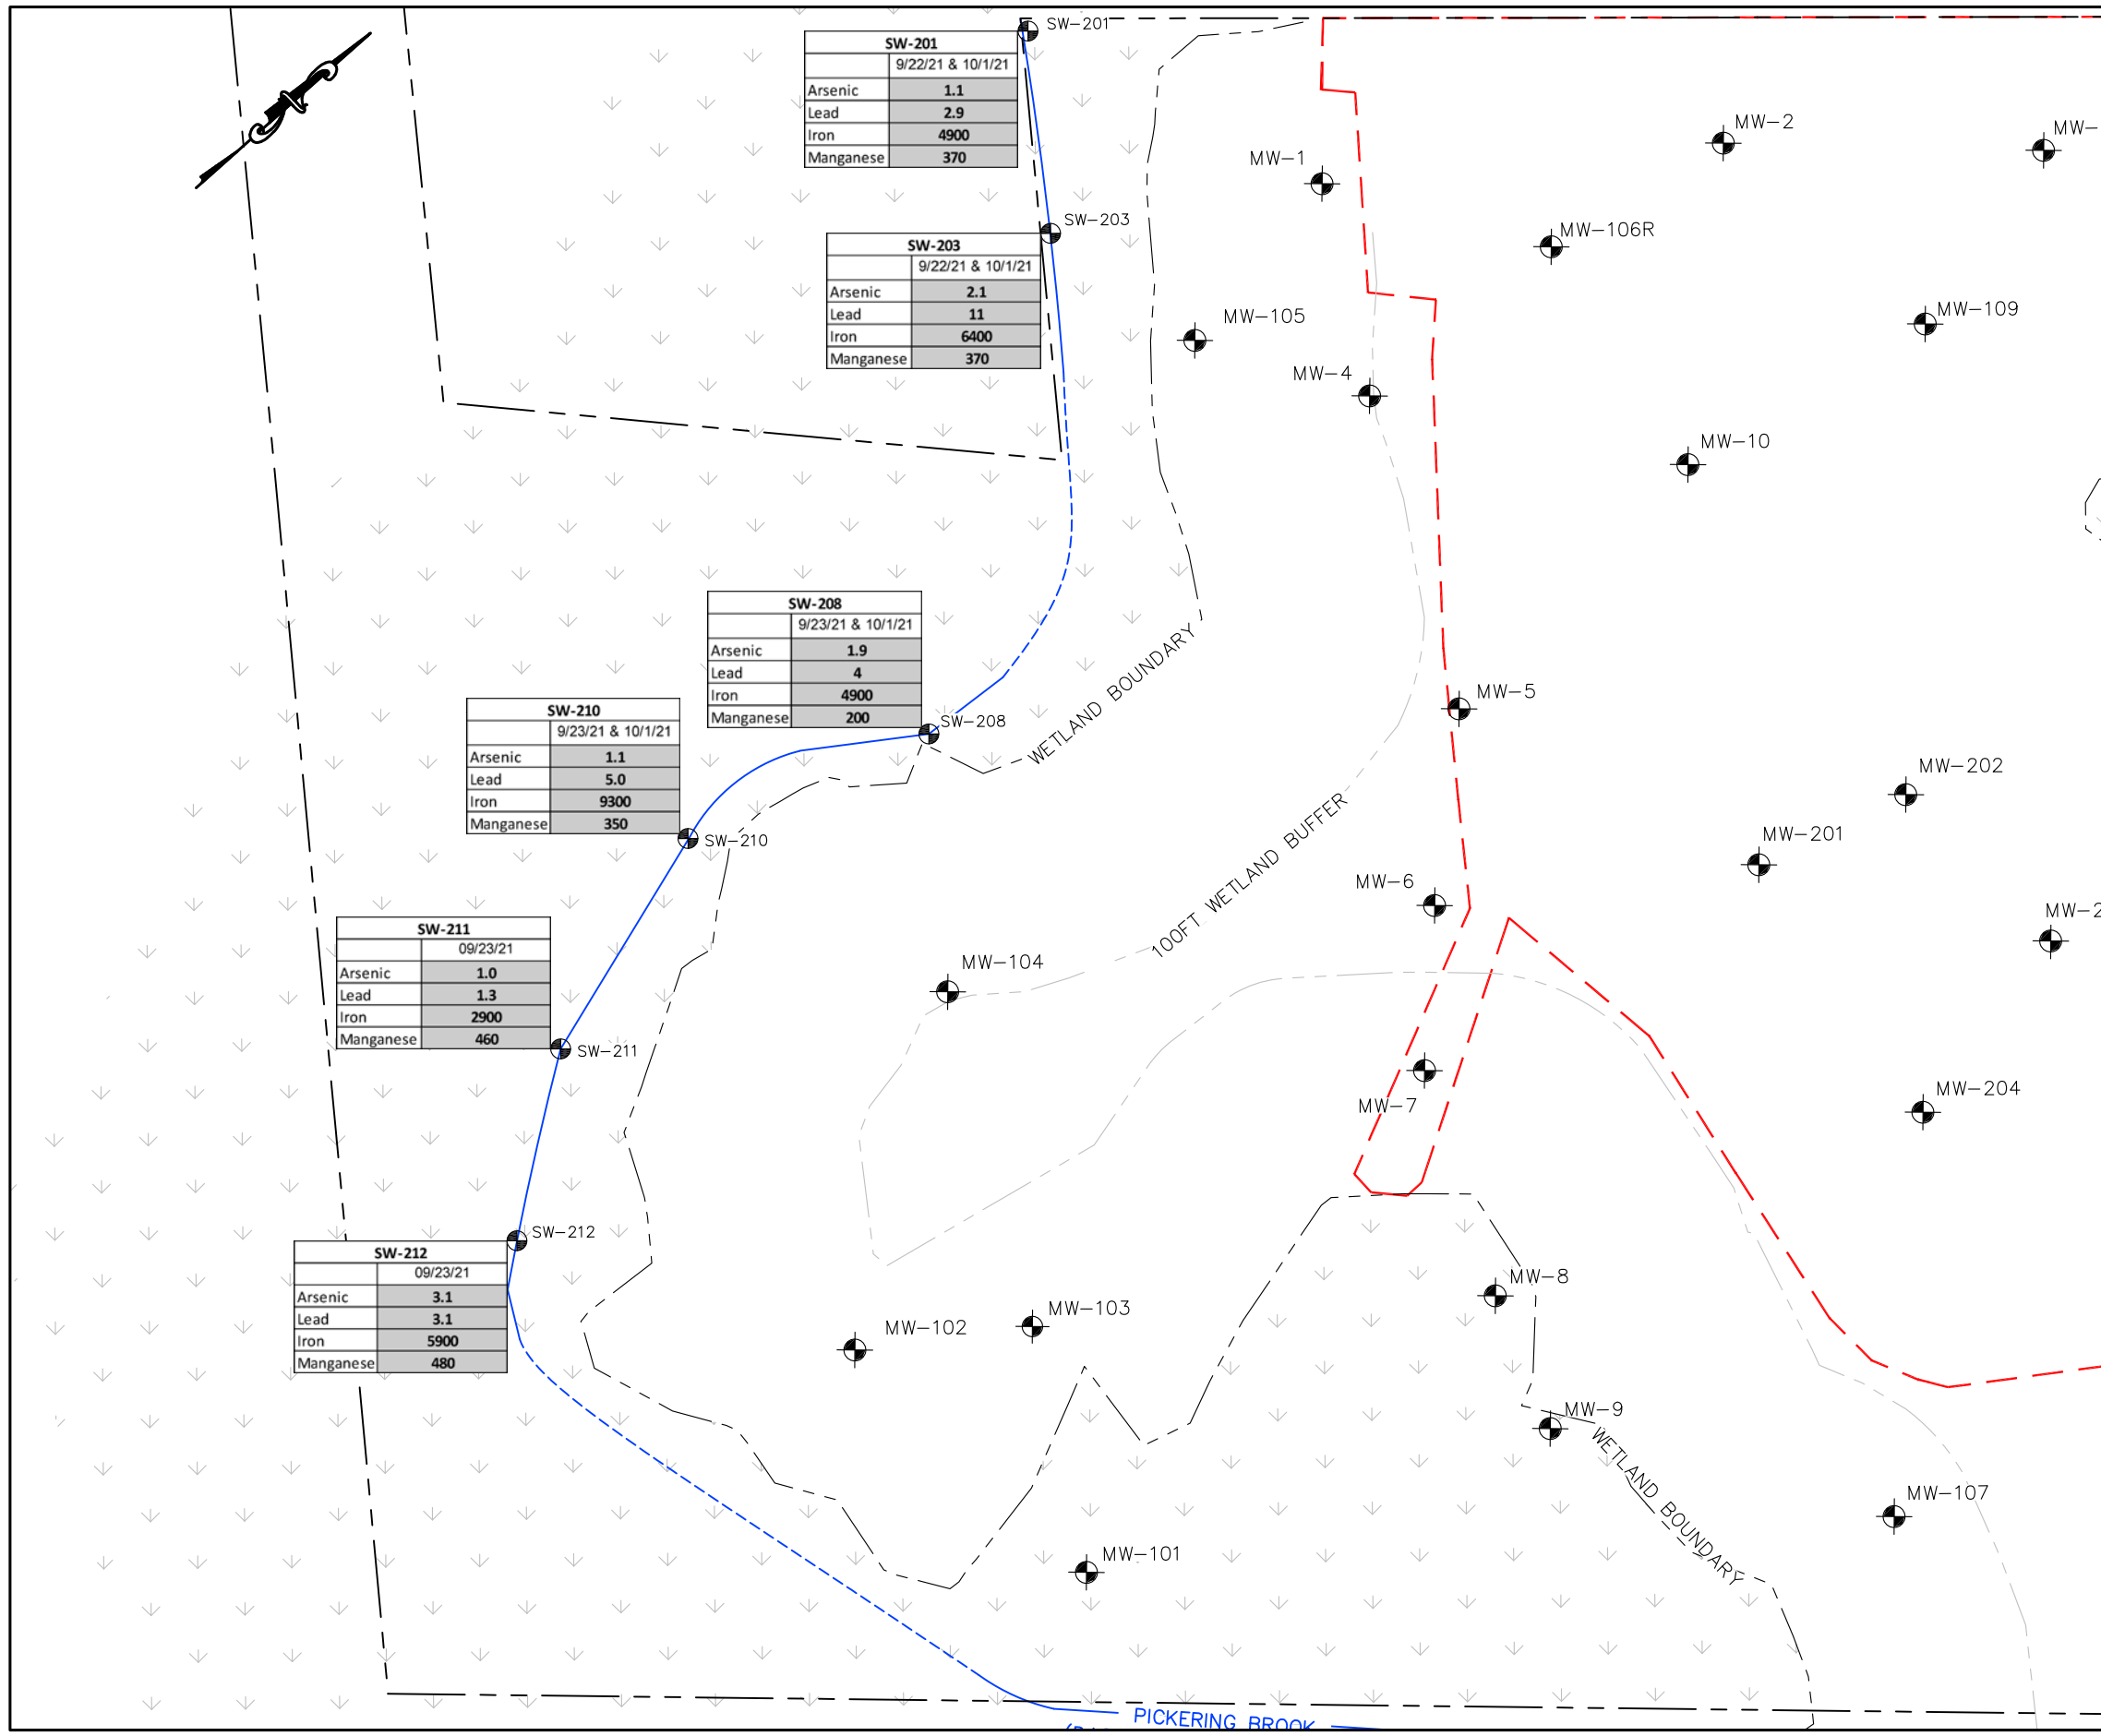 SW-201
SW-201
9/22/21 & 10/1/21
Arsenic 1.1
Lead 2.9
Iron 4900
Manganese 370
MW-2
MW-
MW-1
SW-203
SW-203
9/22/21 & 10/1/21
Arsenic 2.1
Lead 11
Iron 6400
Manganese 370
MW-106R
MW-105
MW-109
MW-4
MW-10
SW-208
9/23/21 & 10/1/21
Arsenic 1.9
Lead 4
Iron 4900
Manganese 200
SW-208
WETLAND BOUNDARY
MW-5
SW-210
9/23/21 & 10/1/21
Arsenic 1.1
Lead 5.0
Iron 9300
Manganese 350
SW-210
100FT WETLAND BUFFER
MW-202
MW-201
MW-6
MW-2
SW-211
09/23/21
Arsenic 1.0
Lead 1.3
Iron 2900
Manganese 460
SW-211
MW-104
MW-7
MW-204
SW-212
SW-212
09/23/21
Arsenic 3.1
Lead 3.1
Iron 5900
Manganese 480
MW-8
MW-103
MW-102
MW-9
WETLAND BOUNDARY
MW-107
MW-101
PICKERING BROOK